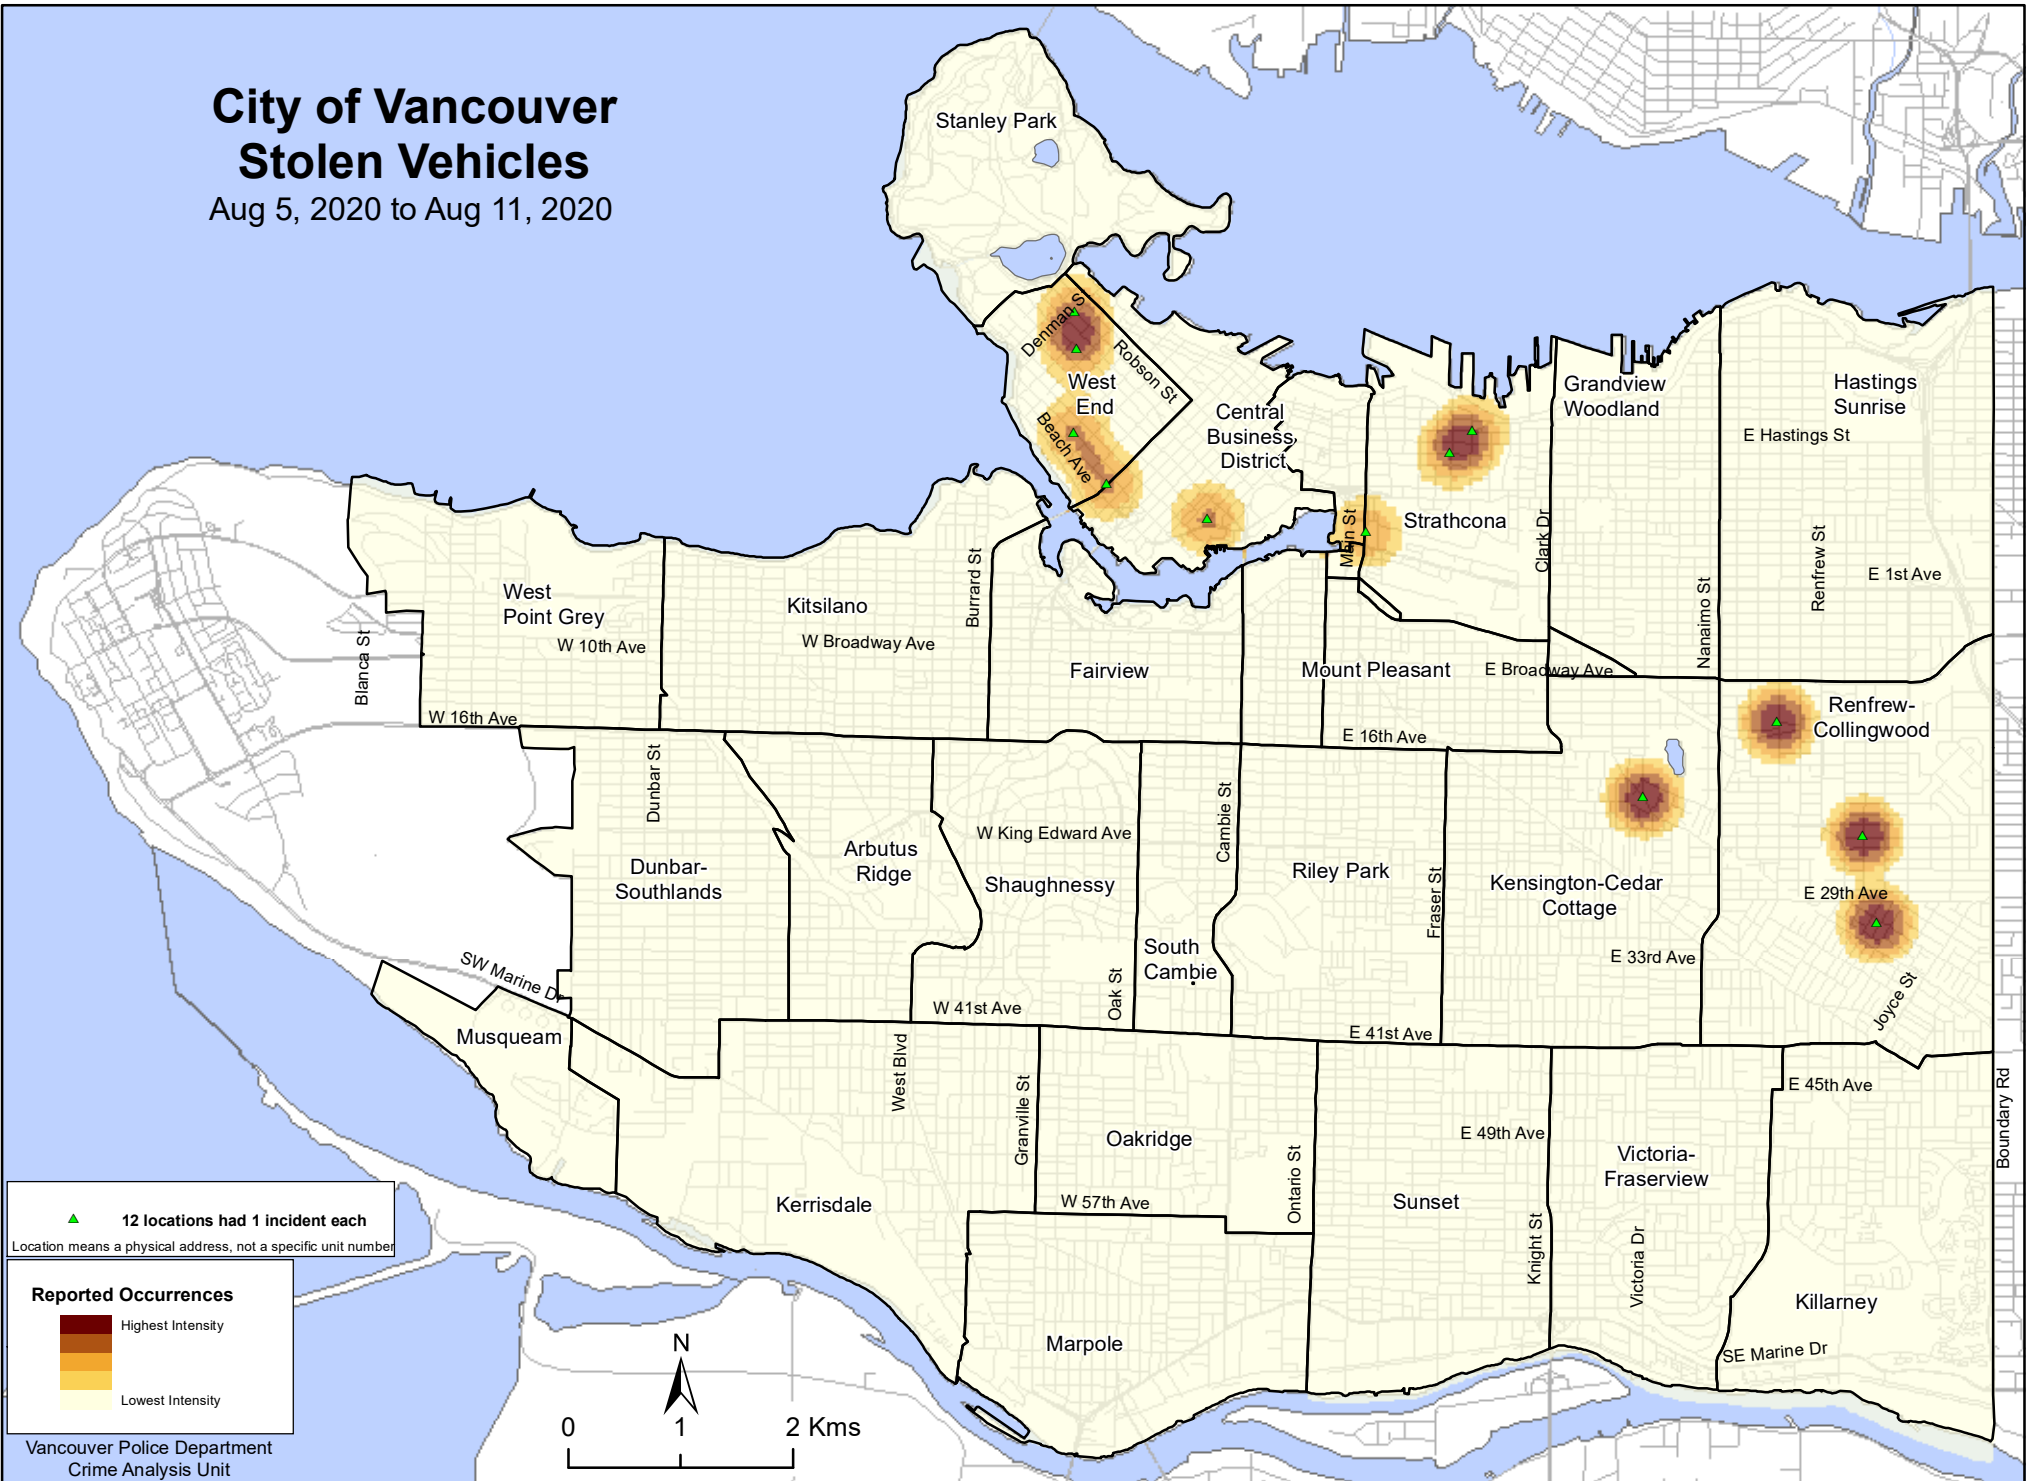 City of Vancouver
Stolen Vehicles
Aug 5, 2020 to Aug 11, 2020
Stanley Park
Denman St
Robson St
West
End
Beach Ave
Central
Business
District
Main St
Strathcona
Clark Dr
Grandview
Woodland
Hastings
Sunrise
E Hastings St
Nanaimo St
Renfrew St
E 1st Ave
West
Point Grey
W 10th Ave
Blanca St
W 16th Ave
Kitsilano
W Broadway Ave
Burrard St
Fairview
Mount Pleasant
E Broadway Ave
E 16th Ave
Renfrew-
Collingwood
Dunbar St
Dunbar-
Southlands
Arbutus
Ridge
W King Edward Ave
Shaughnessy
Cambie St
South
Cambie
Oak St
W 41st Ave
Riley Park
Fraser St
Kensington-Cedar
Cottage
E 33rd Ave
E 29th Ave
Joyce St
E 41st Ave
SW Marine Dr
Musqueam
West Blvd
Granville St
Kerrisdale
Oakridge
W 57th Ave
Ontario St
Sunset
E 49th Ave
Knight St
Victoria-
Fraserview
Victoria Dr
E 45th Ave
Boundary Rd
Killarney
SE Marine Dr
Marpole
12 locations had 1 incident each
Location means a physical address, not a specific unit number
Reported Occurrences
Highest Intensity
Lowest Intensity
Vancouver Police Department
Crime Analysis Unit
N
0 1 2 Kms